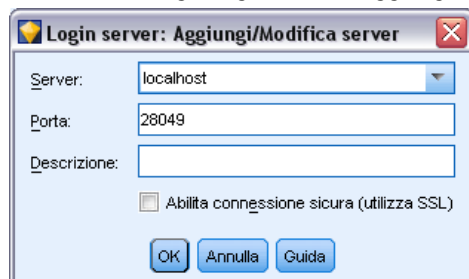 Login server: Aggiungi/Modifica server
Server: localhost
Porta: 28049
Descrizione:
Abilita connessione sicura (utilizza SSL)
OK Annulla Guida